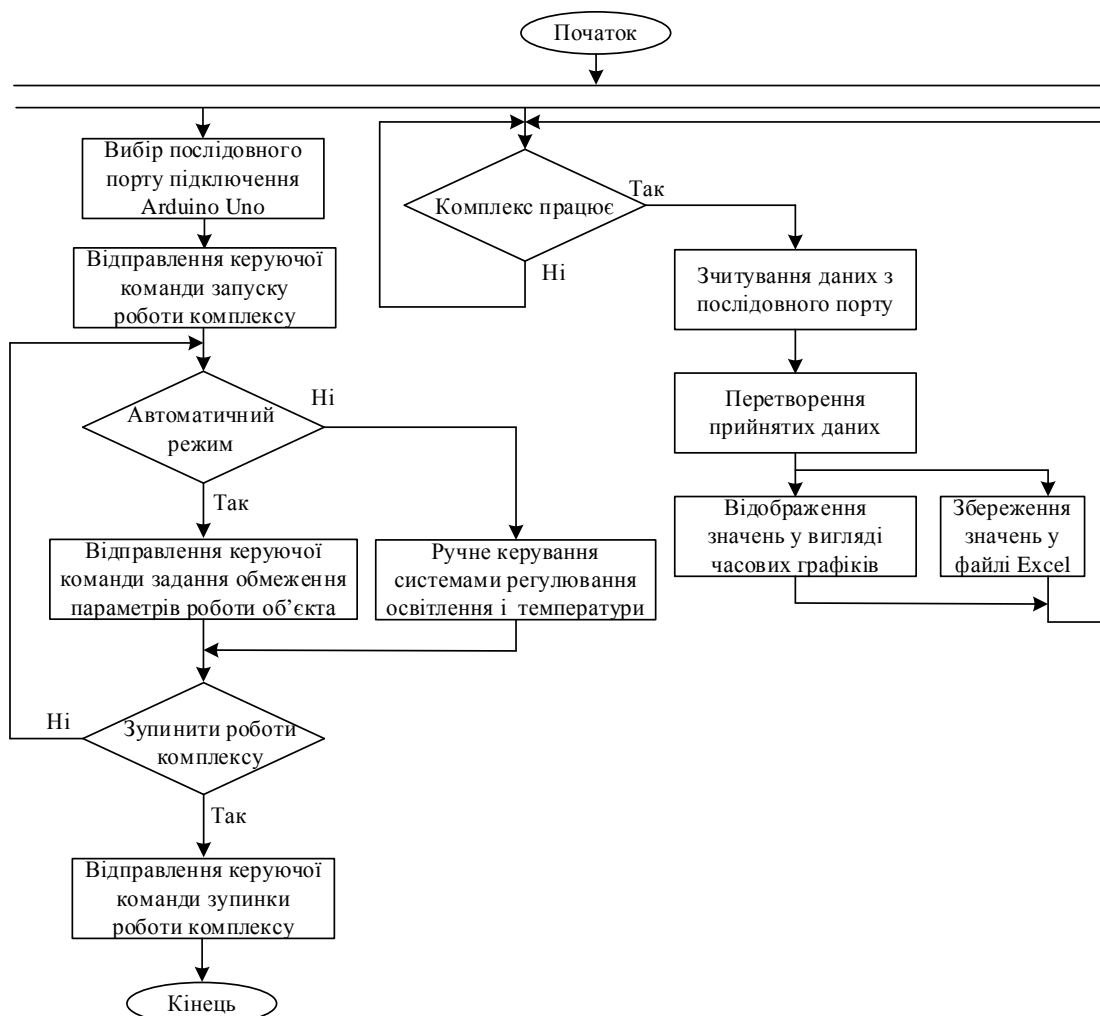 Початок
Вибір послідовного
порту підключення
Arduino Uno
Відправлення керуючої
команди запуску
роботи комплексу
Автоматичний
режим
Ні
Так
Відправлення керуючої
команди задання обмеження
параметрів роботи об’єкта
Ручне керування
системами регулювання
освітлення і температури
Зупинити роботи
комплексу
Ні
Так
Відправлення керуючої
команди зупинки
роботи комплексу
Кінець
Комплекс працює
Так
Ні
Зчитування даних з
послідовного порту
Перетворення
прийнятих даних
Відображення
значень у вигляді
часових графіків
Збереження
значень у
файлі Excel